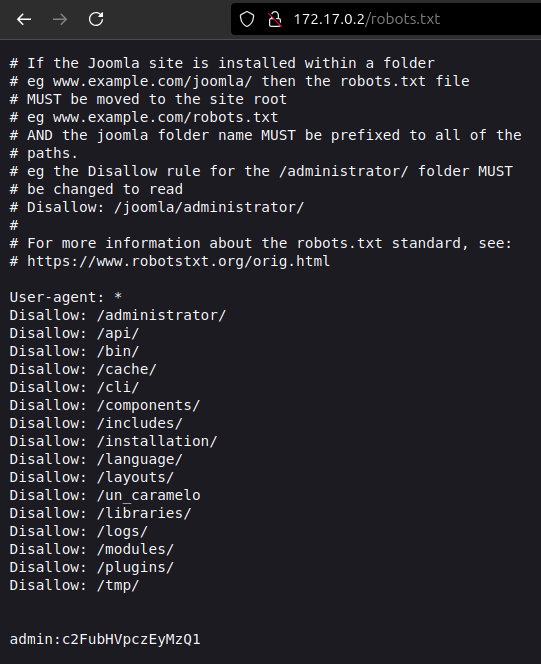 172.17.0.2/robots.txt
# If the Joomla site is installed within a folder
# eg www.example.com/joomla/ then the robots.txt file
# MUST be moved to the site root
# eg www.example.com/robots.txt
# AND the joomla folder name MUST be prefixed to all of the
# paths.
# eg the Disallow rule for the /administrator/ folder MUST
# be changed to read
# Disallow: /joomla/administrator/
#
# For more information about the robots.txt standard, see:
# https://www.robotstxt.org/orig.html
User-agent: *
Disallow: /administrator/
Disallow: /api/
Disallow: /bin/
Disallow: /cache/
Disallow: /cli/
Disallow: /components/
Disallow: /includes/
Disallow: /installation/
Disallow: /language/
Disallow: /layouts/
Disallow: /un_caramelo
Disallow: /libraries/
Disallow: /logs/
Disallow: /modules/
Disallow: /plugins/
Disallow: /tmp/
admin:c2FubHVpczEyMzQ1